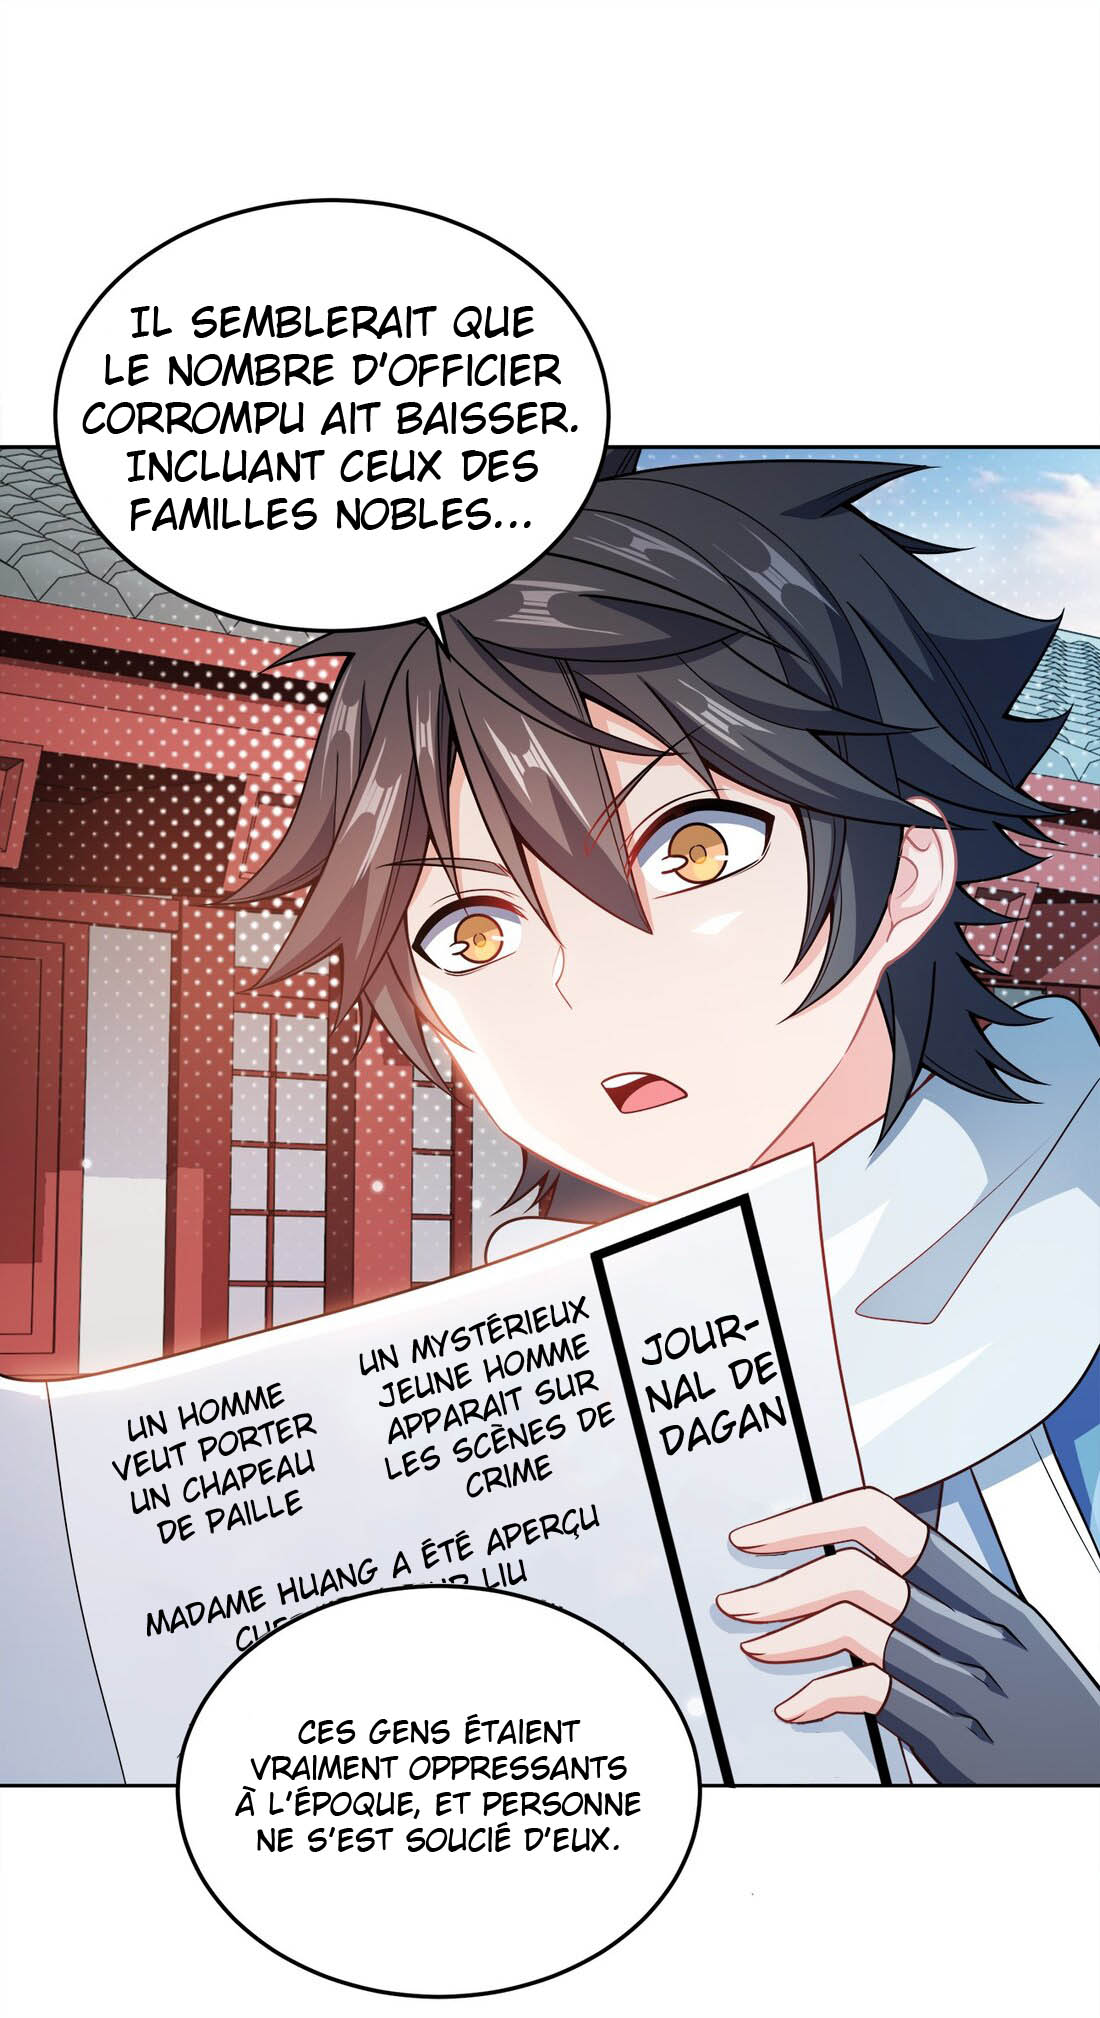 IL SEMBLERAIT QUE
LE NOMBRE D'OFFICIER
CORROMPU AIT BAISSER.
INCLUANT CEUX DES
FAMILLES NOBLES...
JOUR-
NAL DE
DAGAN
UN MYSTÉRIEUX
JEUNE HOMME
APPARAIT SUR
LES SCÈNES DE
CRIME
UN HOMME
VEUT PORTER
UN CHAPEAU
DE PAILLE
MADAME HUANG A ÉTÉ APERÇU
LIU
CES GENS ÉTAIENT
VRAIMENT OPPRESSANTS
À L'ÉPOQUE, ET PERSONNE
NE S'EST SOUCIÉ D'EUX.